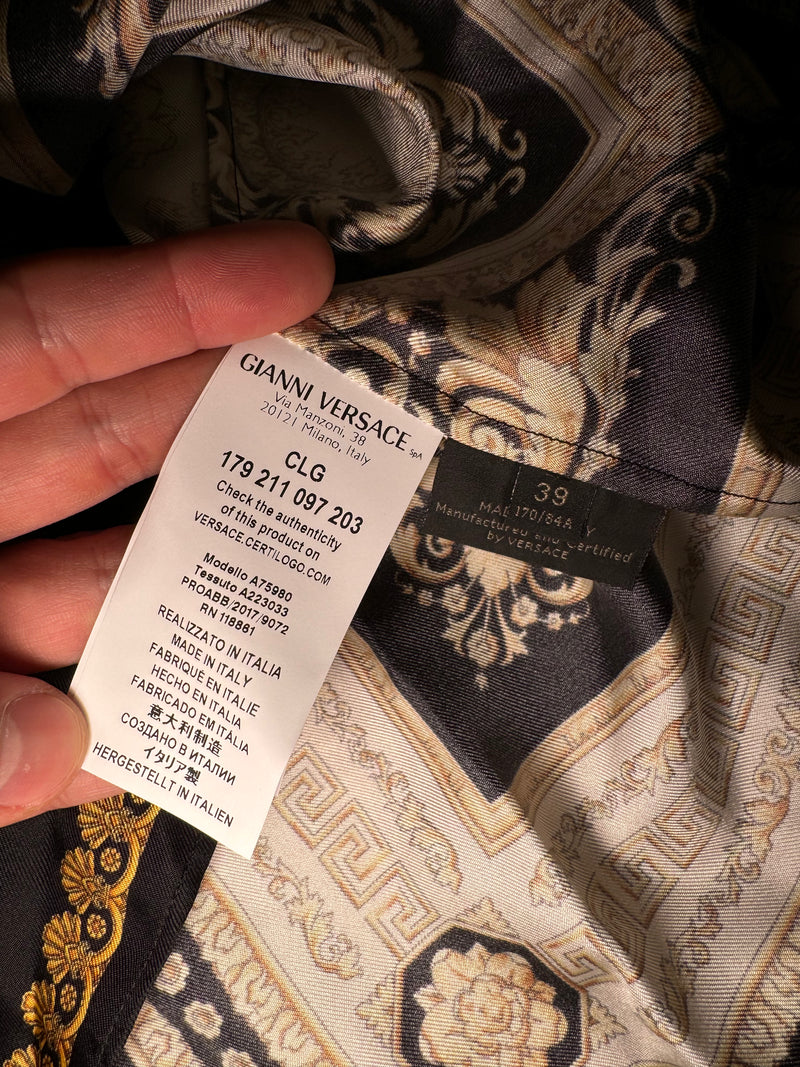 GIANNI VERSACE SpA
Via Manzoni, 38
20121 Milano, Italy
CLG
179 211 097 203
Check the authenticity
of this product on
VERSACE.CERTILOGO.COM
Modello A75980
Tessuto A223033
PROABB/2017/9072
RN 118861
REALIZZATO IN ITALIA
MADE IN ITALY
FABRIQUÉ EN ITALIE
HECHO EN ITALIA
FABRICADO EM ITALIA
意大利制造
СОЗДАНО В ИТАЛИИ
イタリア製
HERGESTELLT IN ITALIEN
39
170/84A Y
Manufactured and Certified
by VERSACE